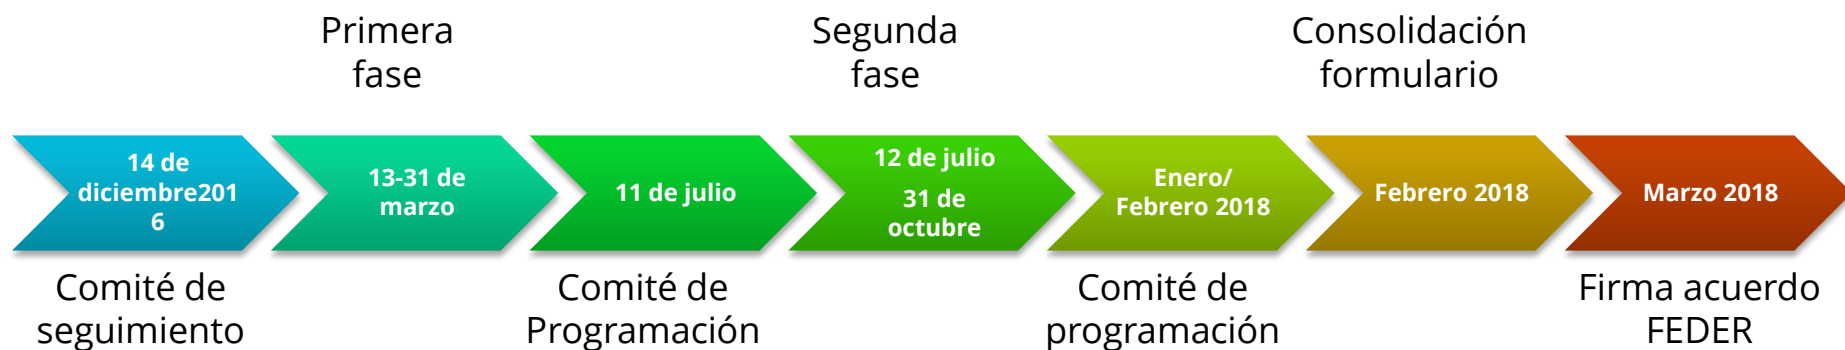 Primera
fase
Segunda
fase
Consolidación
formulario
14 de
diciembre201
6
13-31 de
marzo
11 de julio
12 de julio
31 de
octubre
Enero/
Febrero 2018
Febrero 2018
Marzo 2018
Comité de
seguimiento
Comité de
Programación
Comité de
programación
Firma acuerdo
FEDER